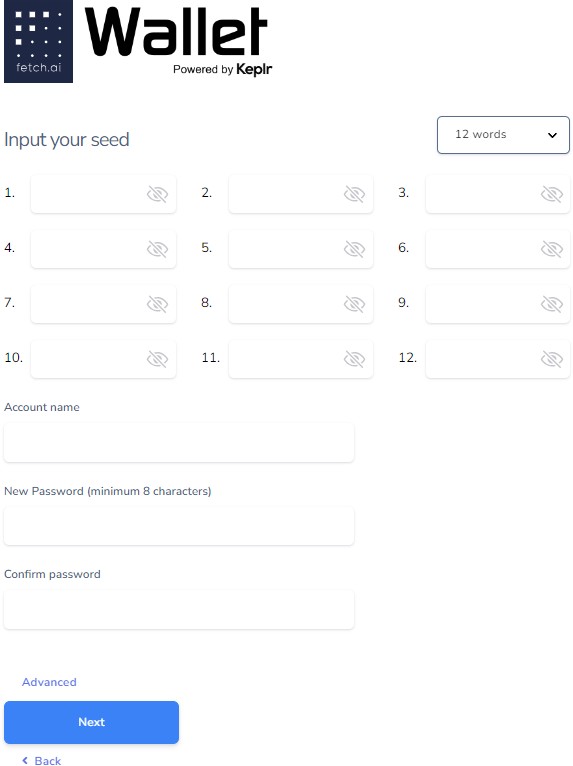 fetch.ai
Wallet
Powered by Keplr
Input your seed
12 words
1.
2.
3.
4.
5.
6.
7.
8.
9.
10.
11.
12.
Account name
New Password (minimum 8 characters)
Confirm password
Advanced
Next
Back